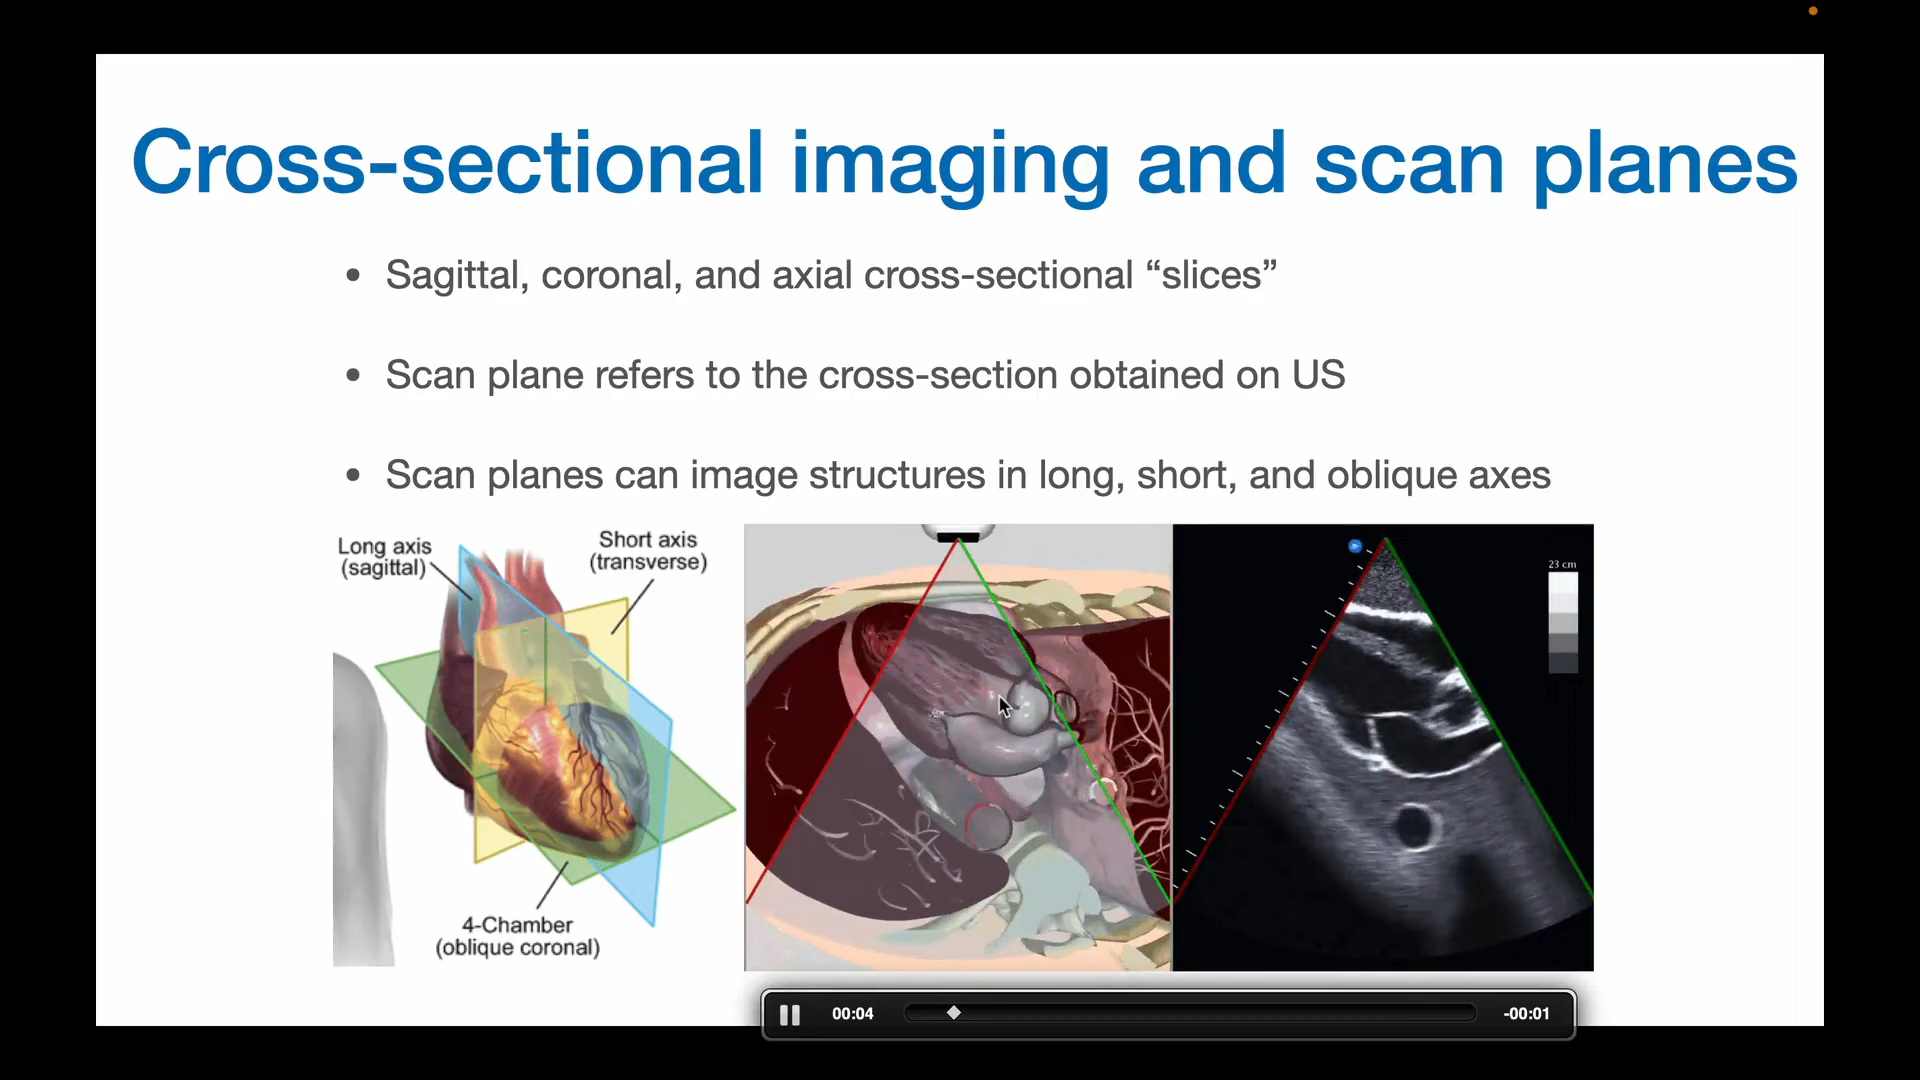 Cross-sectional imaging and scan planes
• Sagittal, coronal, and axial cross-sectional “slices”
• Scan plane refers to the cross-section obtained on US
• Scan planes can image structures in long, short, and oblique axes
Long axis
(sagittal)
Short axis
(transverse)
4-Chamber
(oblique coronal)
23 cm
00:04
-00:01